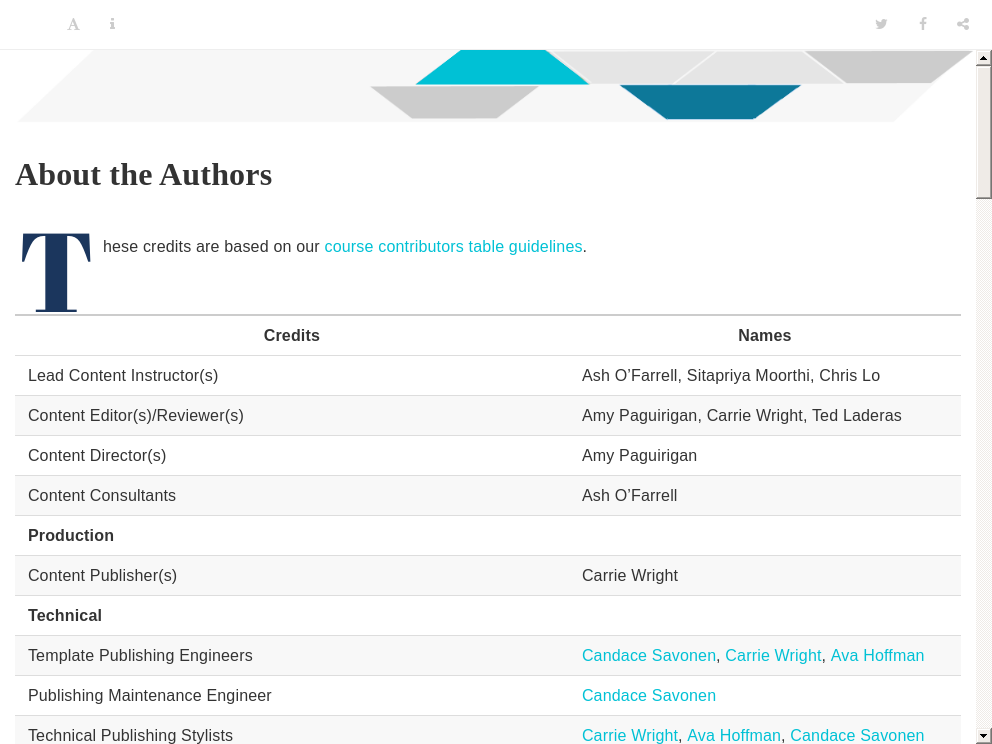 About the Authors
These credits are based on our course contributors table guidelines.
Credits Names
Lead Content Instructor(s) Ash O’Farrell, Sitapriya Moorthi, Chris Lo
Content Editor(s)/Reviewer(s) Amy Paguirigan, Carrie Wright, Ted Laderas
Content Director(s) Amy Paguirigan
Content Consultants Ash O’Farrell
Production
Content Publisher(s) Carrie Wright
Technical
Template Publishing Engineers Candace Savonen, Carrie Wright, Ava Hoffman
Publishing Maintenance Engineer Candace Savonen
Technical Publishing Stylists Carrie Wright, Ava Hoffman, Candace Savonen